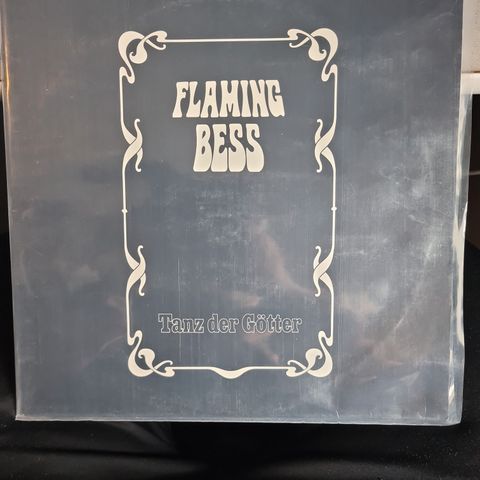 FLAMING
BESS
Tanz der Götter